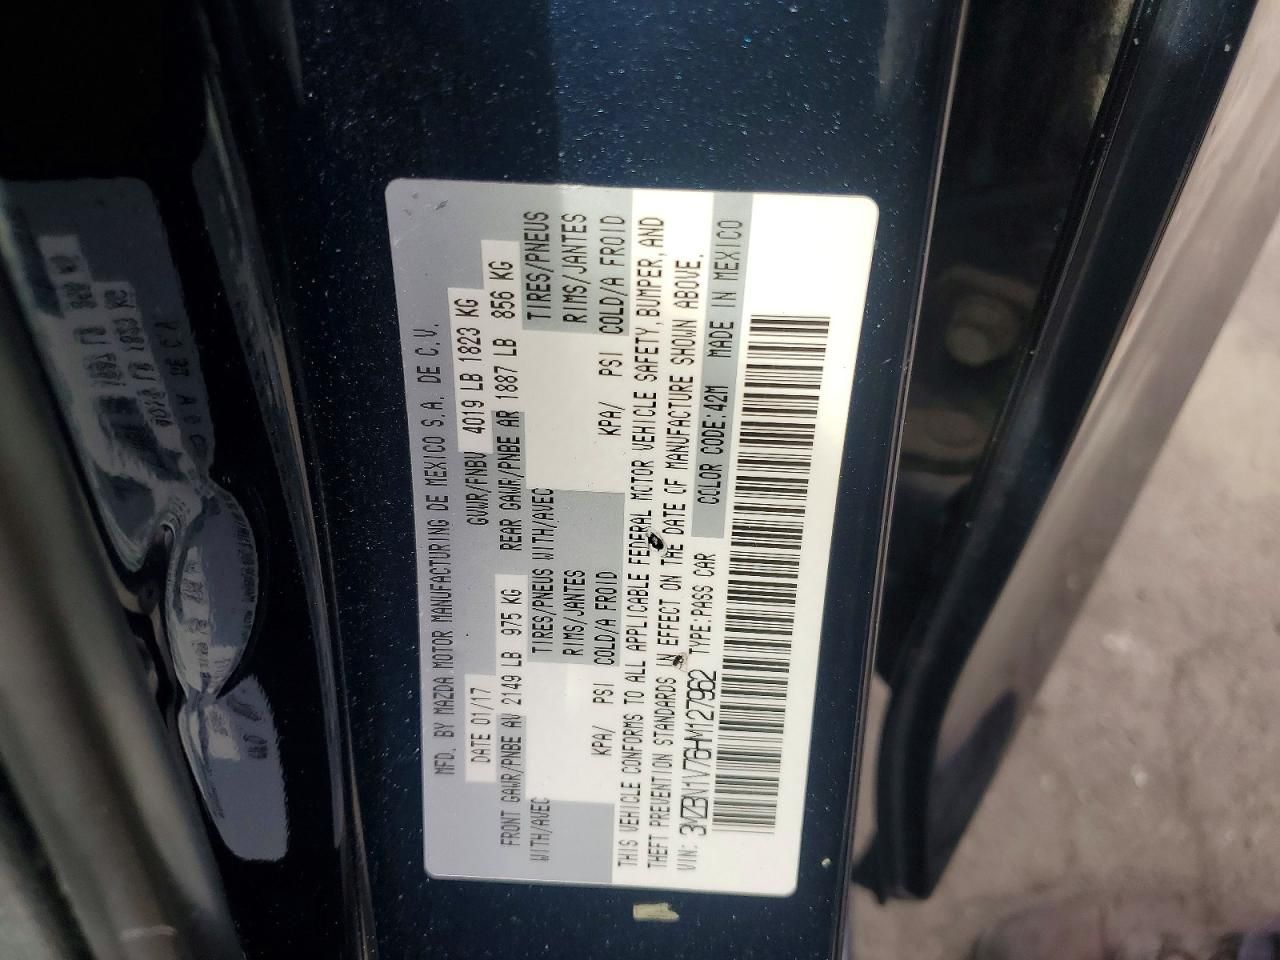 MFD. BY MAZDA MOTOR MANUFACTURING DE MEXICO S.A. DE C.V.
DATE 01/17 GVWR/PNBV 4019 LB 1823 KG
FRONT GAWR/PNBE AV 2149 LB 975 KG REAR GAWR/PNBE AR 1887 LB 856 KG
WITH/AVEC TIRES/PNEUS WITH/AVEC TIRES/PNEUS
RIMS/JANTES RIMS/JANTES
KPA/ PSI COLD/A FROID KPA/ PSI COLD/A FROID
THIS VEHICLE CONFORMS TO ALL APPLICABLE FEDERAL MOTOR VEHICLE SAFETY, BUMPER, AND
THEFT PREVENTION STANDARDS IN EFFECT ON THE DATE OF MANUFACTURE SHOWN ABOVE.
VIN: 3MZBN1V78HM127962 TYPE:PASS CAR COLOR CODE:42M MADE IN MEXICO